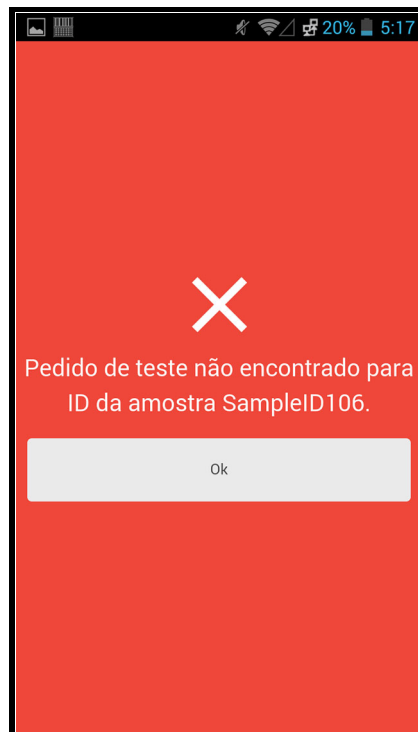 20% 5:17
Pedido de teste não encontrado para
ID da amostra SampleID106.
Ok